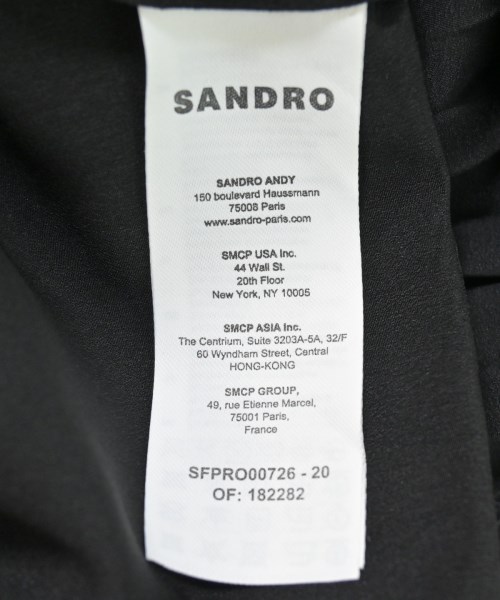 SANDRO
SANDRO ANDY
150 boulevard Haussmann
75008 Paris
www.sandro-paris.com
SMCP USA Inc.
44 Wall St.
20th Floor
New York, NY 10005
SMCP ASIA Inc.
The Centrium, Suite 3203A-5A, 32/F
60 Wyndham Street, Central
HONG-KONG
SMCP GROUP,
49, rue Etienne Marcel,
75001 Paris,
France
SFPRO00726 - 20
OF: 182282